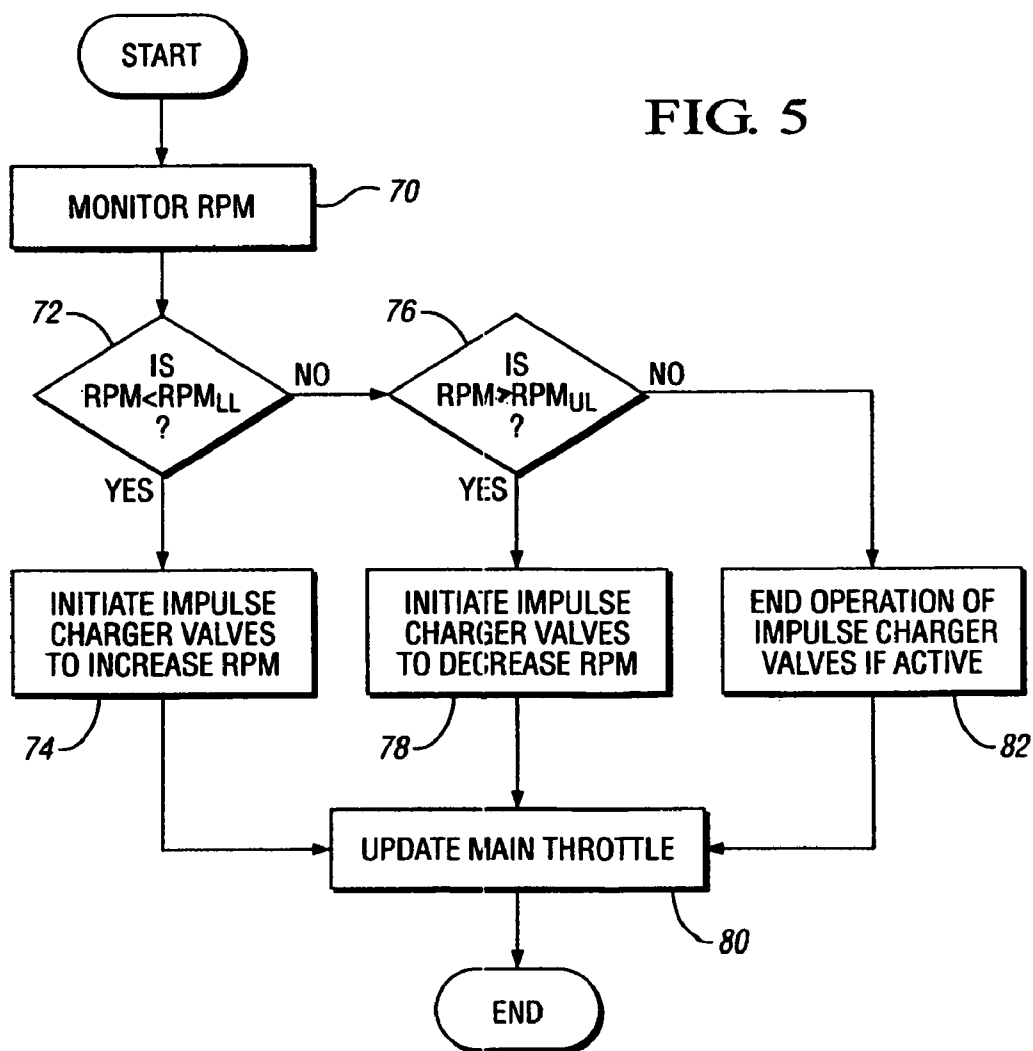 START
FIG. 5
MONITOR RPM
70
72
76
IS
RPM<RPMLL
?
NO
IS
RPM>RPMUL
?
NO
YES
YES
INITIATE IMPULSE
CHARGER VALVES
TO INCREASE RPM
INITIATE IMPULSE
CHARGER VALVES
TO DECREASE RPM
END OPERATION OF
IMPULSE CHARGER
VALVES IF ACTIVE
74
78
82
UPDATE MAIN THROTTLE
80
END